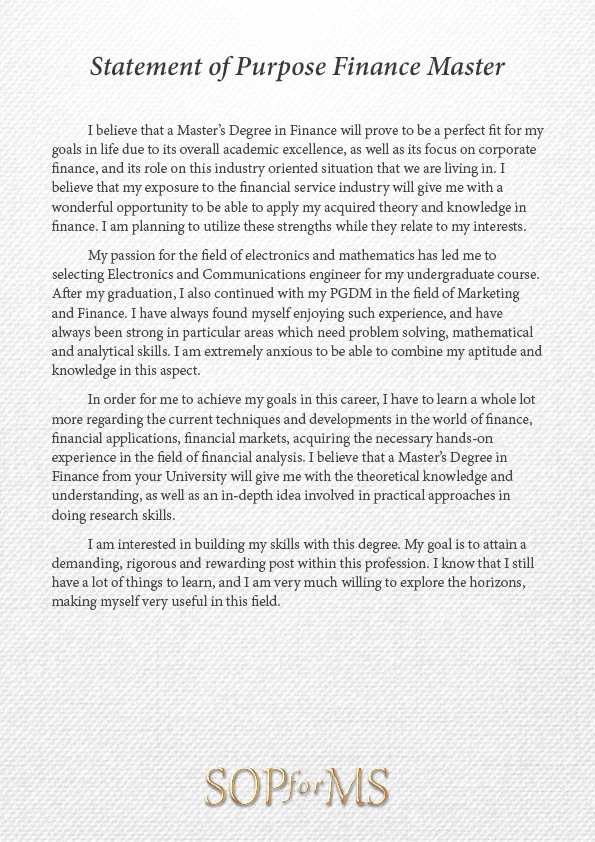 Statement of Purpose Finance Master
I believe that a Master's Degree in Finance will prove to be a perfect fit for my
goals in life due to its overall academic excellence, as well as its focus on corporate
finance, and its role on this industry oriented situation that we are living in. I
believe that my exposure to the financial service industry will give me with a
wonderful opportunity to be able to apply my acquired theory and knowledge in
finance. I am planning to utilize these strengths while they relate to my interests.
My passion for the field of electronics and mathematics has led me to
selecting Electronics and Communications engineer for my undergraduate course.
After my graduation, I also continued with my PGDM in the field of Marketing
and Finance. I have always found myself enjoying such experience, and have
always been strong in particular areas which need problem solving, mathematical
and analytical skills. I am extremely anxious to be able to combine my aptitude and
knowledge in this aspect.
In order for me to achieve my goals in this career, I have to learn a whole lot
more regarding the current techniques and developments in the world of finance,
financial applications, financial markets, acquiring the necessary hands-on
experience in the field of financial analysis. I believe that a Master's Degree in
Finance from your University will give me with the theoretical knowledge and
understanding, as well as an in-depth idea involved in practical approaches in
doing research skills.
I am interested in building my skills with this degree. My goal is to attain a
demanding, rigorous and rewarding post within this profession. I know that I still
have a lot of things to learn, and I am very much willing to explore the horizons,
making myself very useful in this field.
SOPforMS